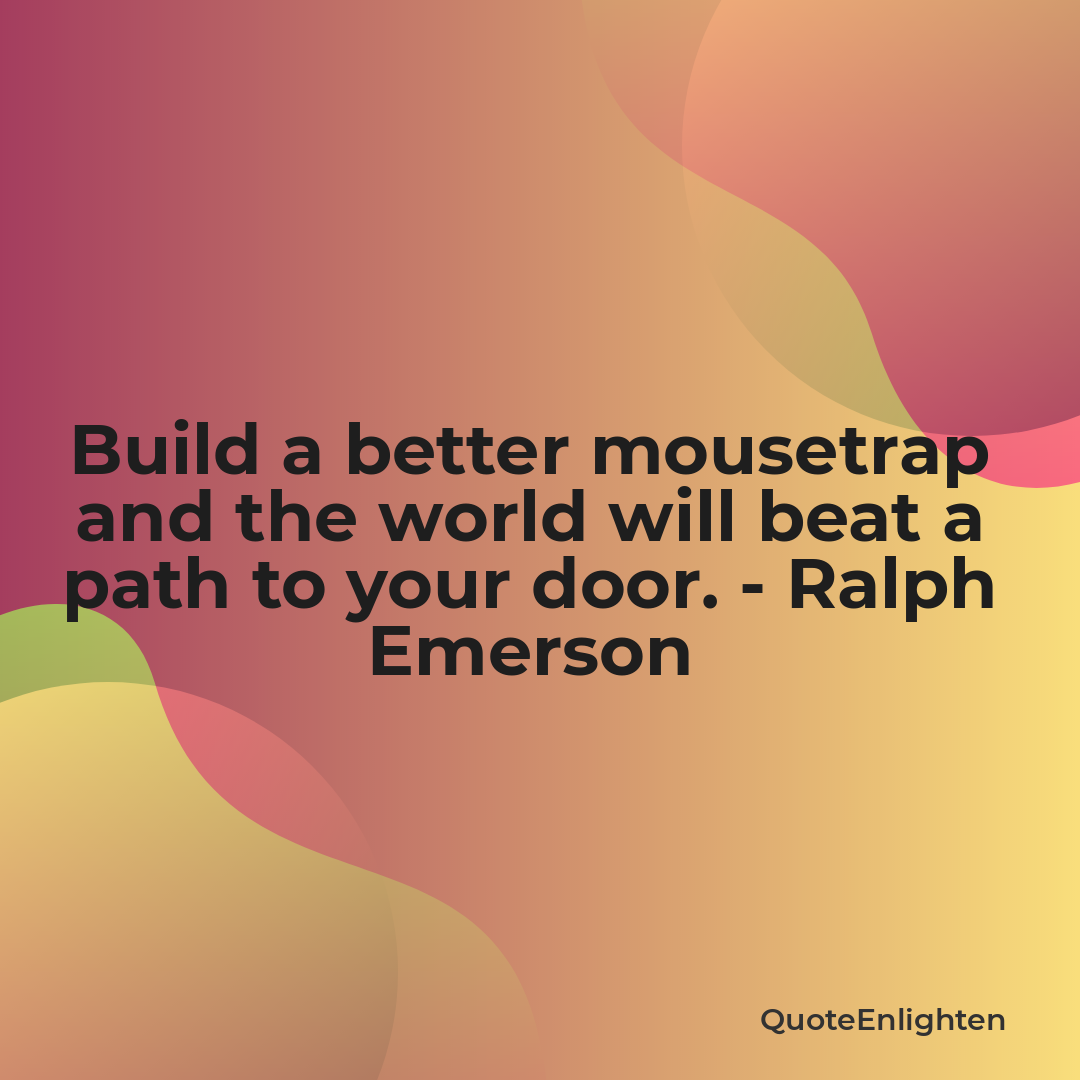 Build a better mousetrap
and the world will beat a
path to your door. - Ralph
Emerson
QuoteEnlighten